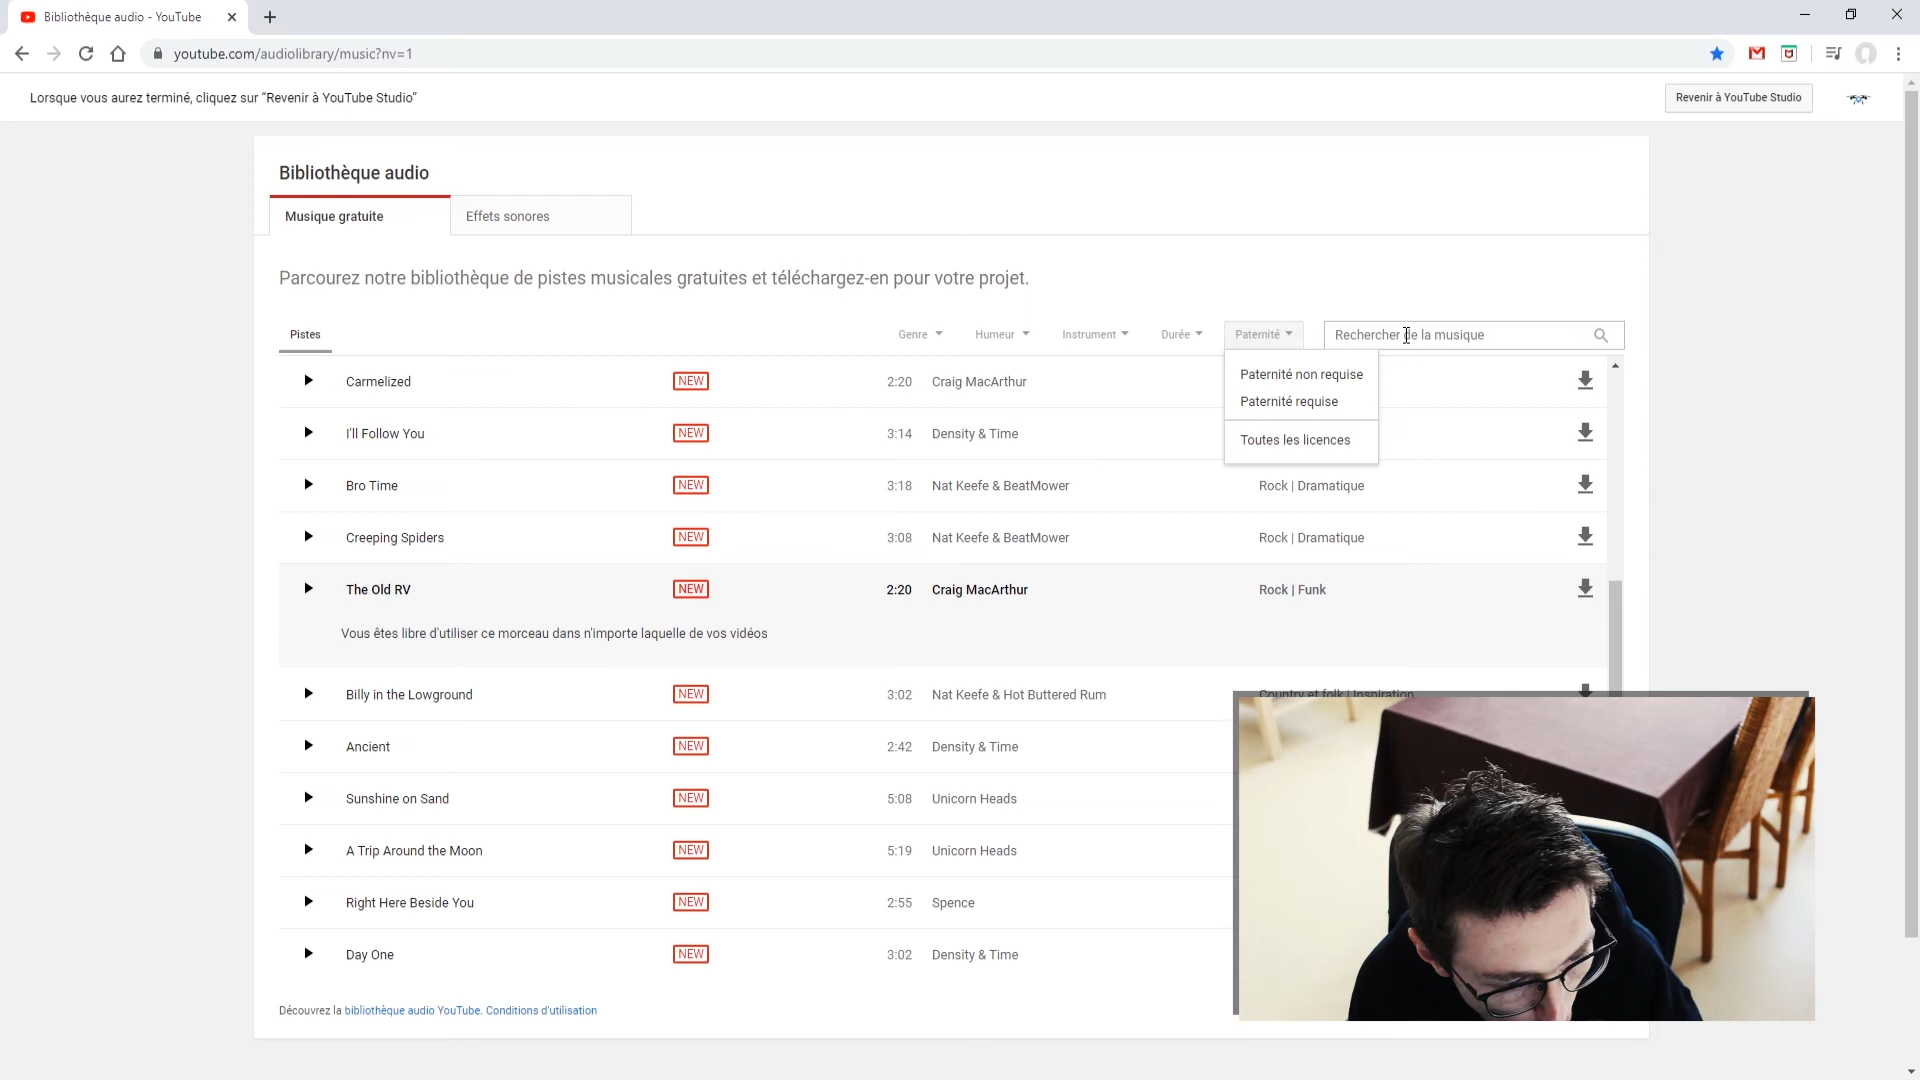 Bibliothèque audio - YouTube
youtube.com/audiolibrary/music?nv=1
Lorsque vous aurez terminé, cliquez sur “Revenir à YouTube Studio”
Revenir à YouTube Studio
Bibliothèque audio
Musique gratuite
Effets sonores
Parcourez notre bibliothèque de pistes musicales gratuites et téléchargez-en pour votre projet.
Pistes
Genre
Humeur
Instrument
Durée
Paternité
Rechercher de la musique
Paternité non requise
Paternité requise
Toutes les licences
Carmelized NEW 2:20 Craig MacArthur
I'll Follow You NEW 3:14 Density & Time
Bro Time NEW 3:18 Nat Keefe & BeatMower Rock | Dramatique
Creeping Spiders NEW 3:08 Nat Keefe & BeatMower Rock | Dramatique
The Old RV NEW 2:20 Craig MacArthur Rock | Funk
Vous êtes libre d'utiliser ce morceau dans n'importe laquelle de vos vidéos
Billy in the Lowground NEW 3:02 Nat Keefe & Hot Buttered Rum Country et folk | Inspiration
Ancient NEW 2:42 Density & Time
Sunshine on Sand NEW 5:08 Unicorn Heads
A Trip Around the Moon NEW 5:19 Unicorn Heads
Right Here Beside You NEW 2:55 Spence
Day One NEW 3:02 Density & Time
Découvrez la bibliothèque audio YouTube. Conditions d'utilisation